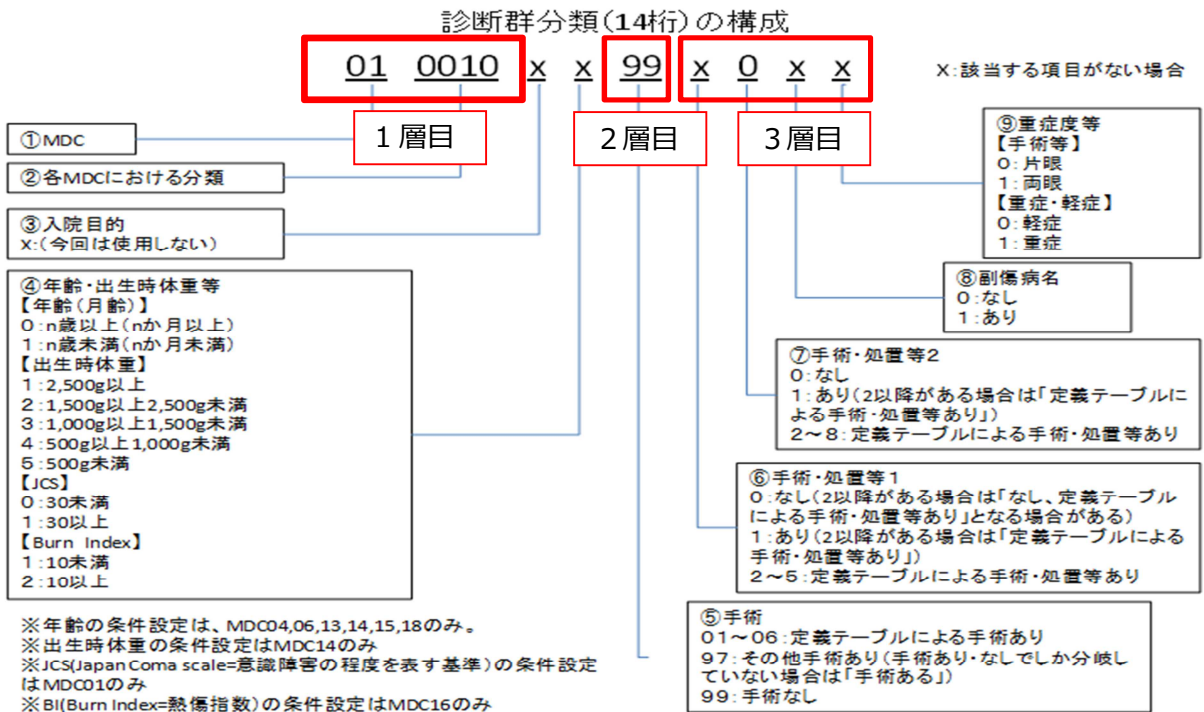 診断群分類(14桁)の構成
01 0010 x x 99 x 0 x x
X:該当する項目がない場合
1層目
2層目
3層目
①MDC
②各MDCにおける分類
③入院目的
x:(今回は使用しない)
④年齢・出生時体重等
【年齢(月齢)】
0:n歳以上(nか月以上)
1:n歳未満(nか月未満)
【出生時体重】
1:2,500g以上
2:1,500g以上2,500g未満
3:1,000g以上1,500g未満
4:500g以上1,000g未満
5:500g未満
【JCS】
0:30未満
1:30以上
【Burn Index】
1:10未満
2:10以上
※年齢の条件設定は、MDC04,06,13,14,15,18のみ。
※出生時体重の条件設定はMDC14のみ
※JCS(Japan Coma scale=意識障害の程度を表す基準)の条件設定
はMDC01のみ
※BI(Burn Index=熱傷指数)の条件設定はMDC16のみ
⑨重症度等
【手術等】
0:片眼
1:両眼
【重症・軽症】
0:軽症
1:重症
⑧副傷病名
0:なし
1:あり
⑦手術・処置等2
0:なし
1:あり(2以降がある場合は「定義テーブルに
よる手術・処置等あり」)
2~8:定義テーブルによる手術・処置等あり
⑥手術・処置等1
0:なし(2以降がある場合は「なし、定義テーブル
による手術・処置等あり」となる場合がある)
1:あり(2以降がある場合は「定義テーブルによる
手術・処置等あり」)
2~5:定義テーブルによる手術・処置等あり
⑤手術
01~06:定義テーブルによる手術あり
97:その他手術あり(手術あり・なしでしか分岐し
ていない場合は「手術ある」)
99:手術なし